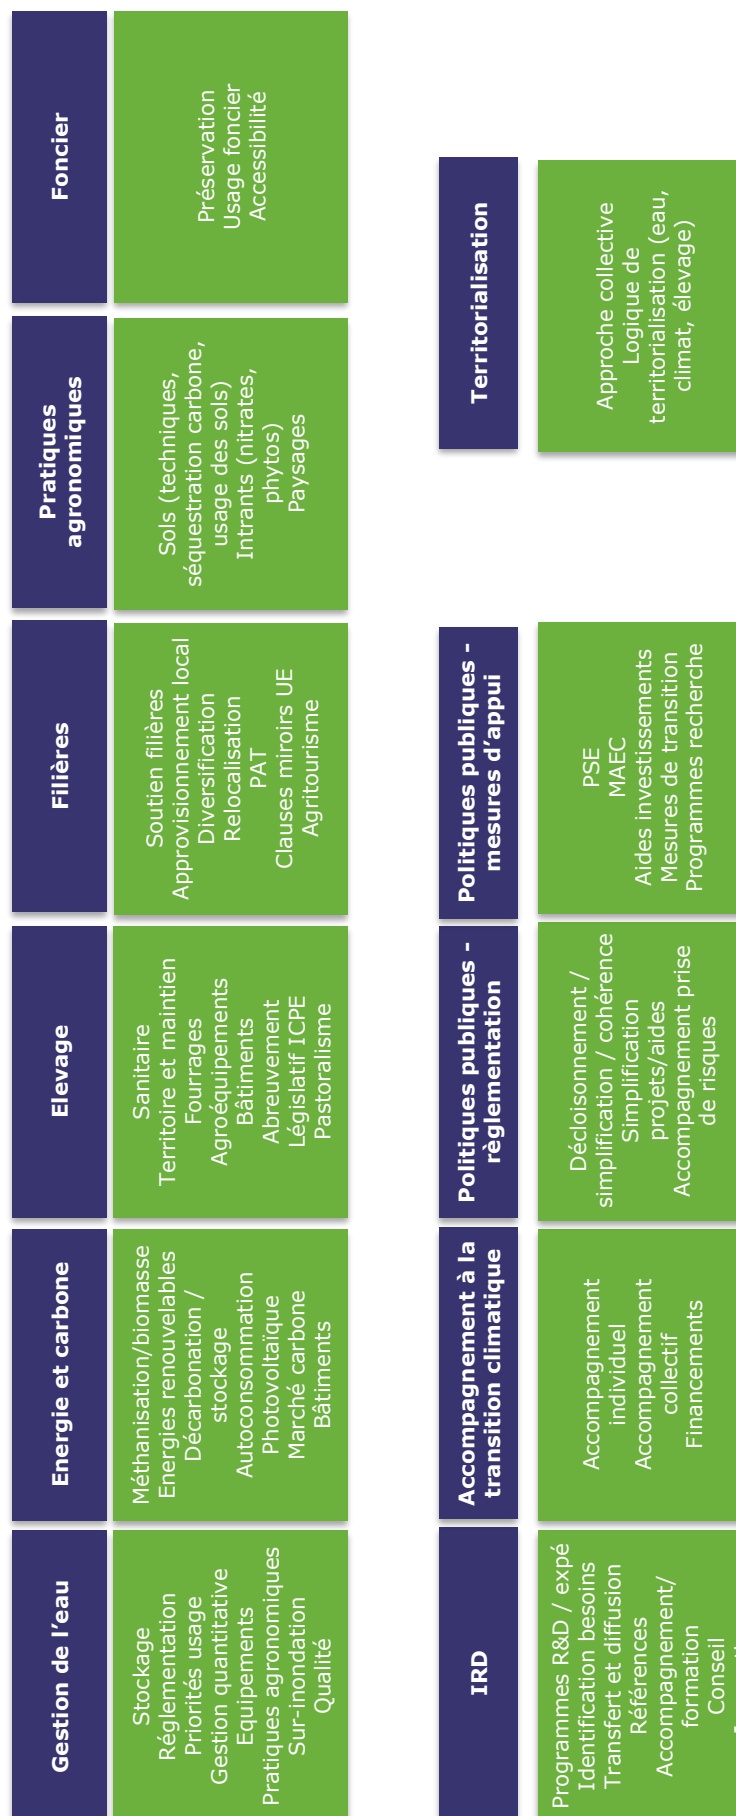 Gestion de l’eau
Stockage
Réglementation
Priorités usage
Gestion quantitative
Equipements
Pratiques agronomiques
Sur-inondation
Qualité
Energie et carbone
Méthanisation/biomasse
Energies renouvelables
Décarbonation /
stockage
Autoconsommation
Photovoltaïque
Marché carbone
Bâtiments
Elevage
Sanitaire
Territoire et maintien
Fourrages
Agroéquipements
Bâtiments
Abreuvement
Législatif ICPE
Pastoralisme
Filières
Soutien filières
Approvisionnement local
Diversification
Relocalisation
PAT
Clauses miroirs UE
Agritourisme
Pratiques
agronomiques
Sols (techniques,
séquestration carbone,
usage des sols)
Intrants (nitrates,
phytos)
Paysages
Foncier
Préservation
Usage foncier
Accessibilité
IRD
Programmes R&D / expé
Identification besoins
Transfert et diffusion
Références
Accompagnement/
formation
Conseil
Accompagnement à la
transition climatique
Accompagnement
individuel
Accompagnement
collectif
Financements
Politiques publiques -
règlementation
Décloisonnement /
simplification / cohérence
Simplification
projets/aides
Accompagnement prise
de risques
Politiques publiques -
mesures d’appui
PSE
MAEC
Aides investissements
Mesures de transition
Programmes recherche
Territorialisation
Approche collective
Logique de
territorialisation (eau,
climat, élevage)